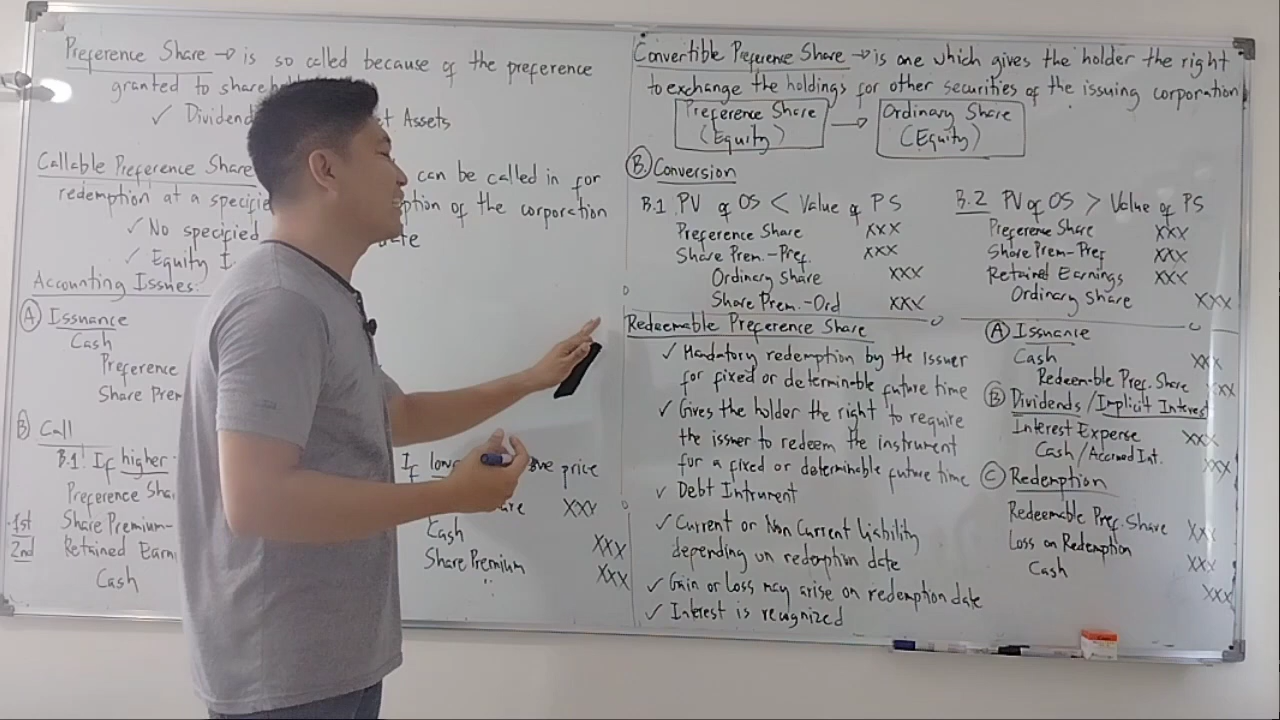 Preference Share → is so called because of the preference
granted to
✓ Dividend Assets
Callable Preference Share can be called in for
redemption at a of the corporation
✓ No specified
✓ Equity
Accounting Issues:
Ⓐ Issuance
Cash
Preference
Share Prem
Ⓑ Call
B.1 If higher If price
Preference XXX
1st Share Premium- Cash XXX
2nd Retained Share Premium XXX
Cash
Convertible Preference Share → is one which gives the holder the right
to exchange the holdings for other securities of the issuing corporation
Preference Share (Equity) → Ordinary Share (Equity)
Ⓑ Conversion
B.1 PV of OS < Value of PS
Preference Share XXX
Share Prem.-Pref. XXX
Ordinary Share XXX
Share Prem.-Ord XXX
B.2 PV of OS > Value of PS
Preference Share XXX
Share Prem-Pref XXX
Retained Earnings XXX
Ordinary Share XXX
Redeemable Preference Share
✓ Mandatory redemption by the Issuer
for fixed or determinable future time
✓ Gives the holder the right to require
the issuer to redeem the instrument
for a fixed or determinable future time
✓ Debt Intrument
✓ Current or Non Current liability
depending on redemption date
✓ Gain or Loss may arise on redemption date
✓ Interest is recognized
Ⓐ Issuance
Cash XXX
Redeemable Pref. Share XXX
Ⓑ Dividends/Implicit Interest
Interest Expense XXX
Cash/Accrued Int. XXX
Ⓒ Redemption
Redeemable Pref. Share XXX
Loss on Redemption XXX
Cash XXX